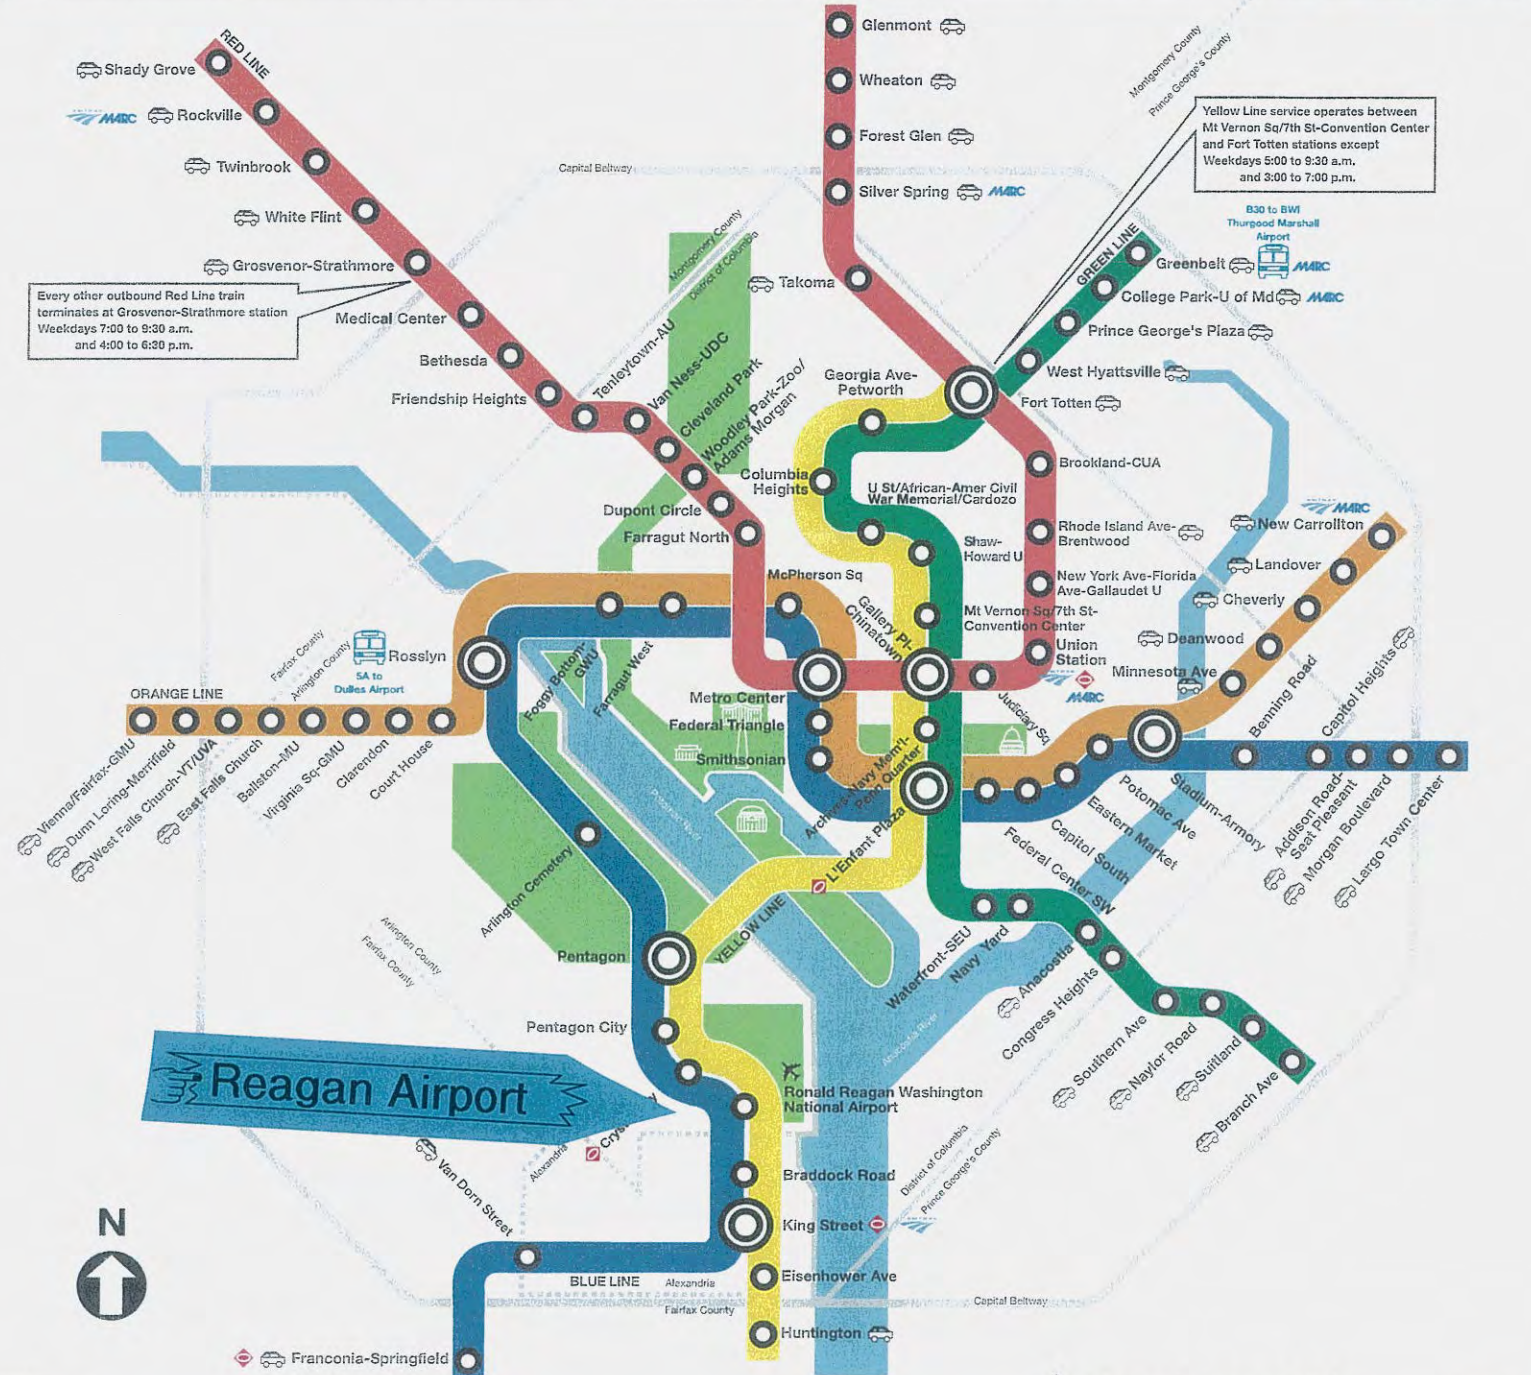 Glenmont
Wheaton
Forest Glen
Silver Spring
MARC
Takoma
RED LINE
Shady Grove
MARC
Rockville
Twinbrook
White Flint
Grosvenor-Strathmore
Every other outbound Red Line train
terminates at Grosvenor-Strathmore station
Weekdays 7:00 to 9:30 a.m.
and 4:00 to 6:30 p.m.
Medical Center
Bethesda
Friendship Heights
Tenleytown-AU
Van Ness-UDC
Cleveland Park
Woodley Park-Zoo/
Adams Morgan
Dupont Circle
Farragut North
Capital Beltway
Montgomery County
District of Columbia
Montgomery County
Prince George's County
Yellow Line service operates between
Mt Vernon Sq/7th St-Convention Center
and Fort Totten stations except
Weekdays 5:00 to 9:30 a.m.
and 3:00 to 7:00 p.m.
B30 to BWI
Thurgood Marshall
Airport
GREEN LINE
Greenbelt
MARC
College Park-U of Md
MARC
Prince George's Plaza
West Hyattsville
Fort Totten
Georgia Ave-
Petworth
Columbia
Heights
U St/African-Amer Civil
War Memorial/Cardozo
Shaw-
Howard U
Mt Vernon Sq/7th St-
Convention Center
Brookland-CUA
Rhode Island Ave-
Brentwood
New York Ave-Florida
Ave-Gallaudet U
Union
Station
MARC
MARC
New Carrollton
Landover
Cheverly
Deanwood
Minnesota Ave
McPherson Sq
Gallery Pl-
Chinatown
Metro Center
Federal Triangle
Smithsonian
Judiciary Sq
Archives-Navy Mem'l-
Penn Quarter
L'Enfant Plaza
Farragut West
Foggy Bottom-
GWU
Rosslyn
5A to
Dulles Airport
Fairfax County
Arlington County
ORANGE LINE
Vienna/Fairfax-GMU
Dunn Loring-Merrifield
West Falls Church-VT/UVA
East Falls Church
Ballston-MU
Virginia Sq-GMU
Clarendon
Court House
Benning Road
Capitol Heights
Addison Road-
Seat Pleasant
Morgan Boulevard
Largo Town Center
Stadium-Armory
Potomac Ave
Eastern Market
Capitol South
Federal Center SW
Potomac River
Arlington Cemetery
Pentagon
YELLOW LINE
Arlington County
Fairfax County
Waterfront-SEU
Navy Yard
Anacostia
Congress Heights
Southern Ave
Naylor Road
Suitland
Branch Ave
Anacostia River
Pentagon City
Reagan Airport
Ronald Reagan Washington
National Airport
Alexandria
Van Dorn Street
Braddock Road
King Street
District of Columbia
Prince George's County
Eisenhower Ave
Huntington
BLUE LINE
Alexandria
Fairfax County
Capital Beltway
Franconia-Springfield
N